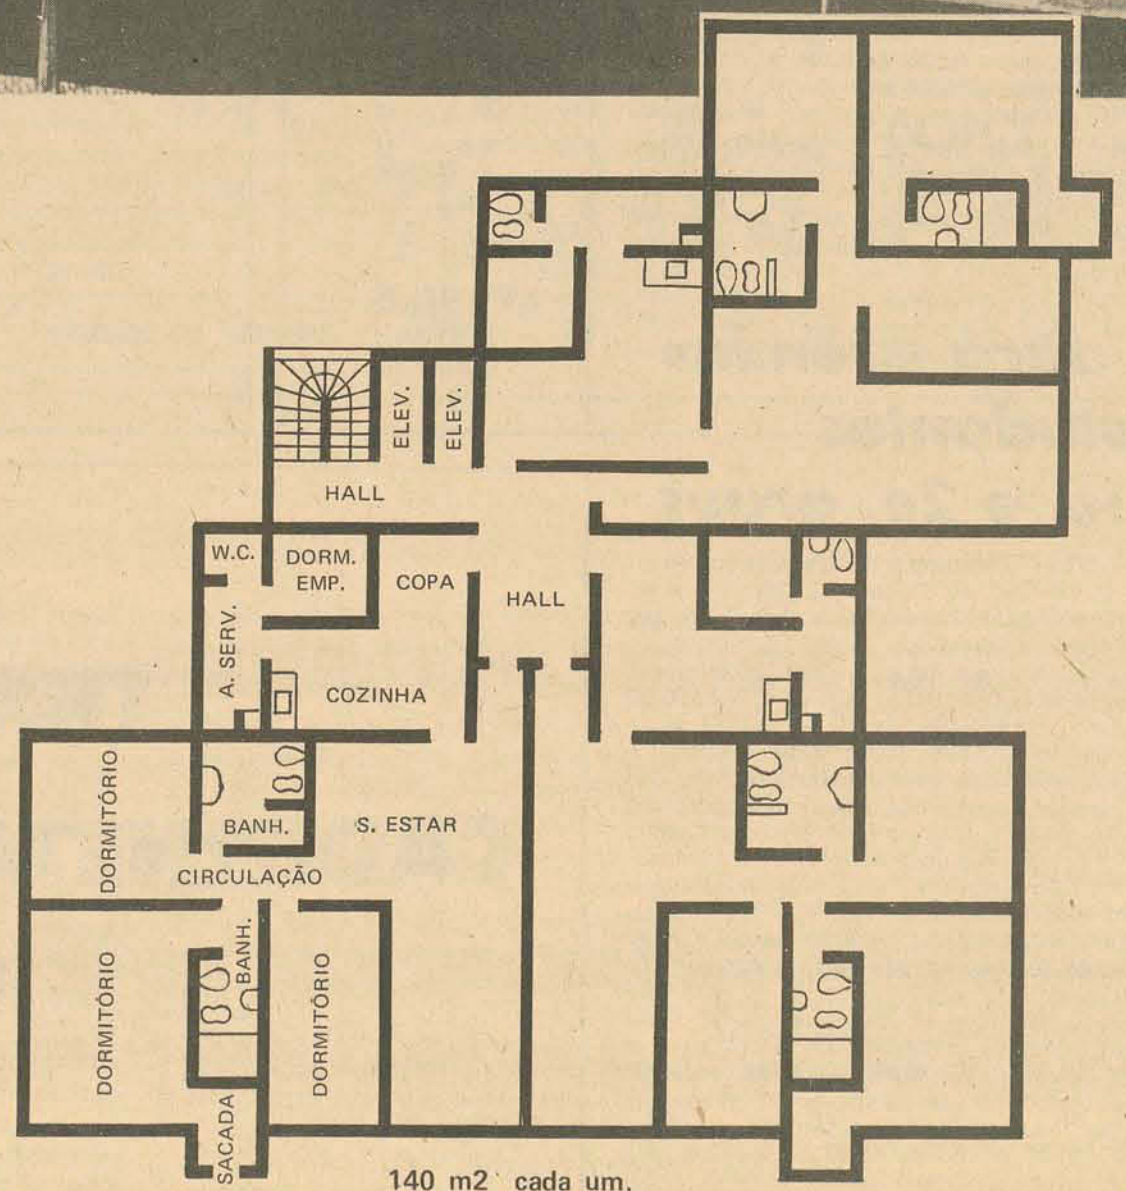 ELEV.
ELEV.
HALL
W.C.
DORM.
EMP.
COPA
HALL
A. SERV.
COZINHA
DORMITÓRIO
BANH.
S. ESTAR
CIRCULAÇÃO
DORMITÓRIO
BANH.
DORMITÓRIO
SACADA
140 m2 cada um.